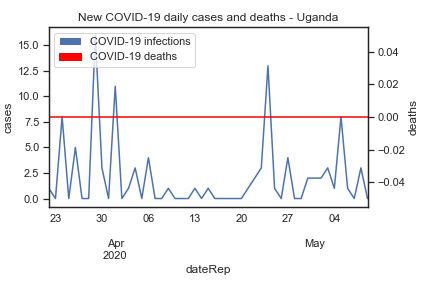 New COVID-19 daily cases and deaths - Uganda
COVID-19 infections
COVID-19 deaths
cases
15.0
12.5
10.0
7.5
5.0
2.5
0.0
deaths
0.04
0.02
0.00
−0.02
−0.04
23 30 06 13 20 27 04
Apr May
2020
dateRep